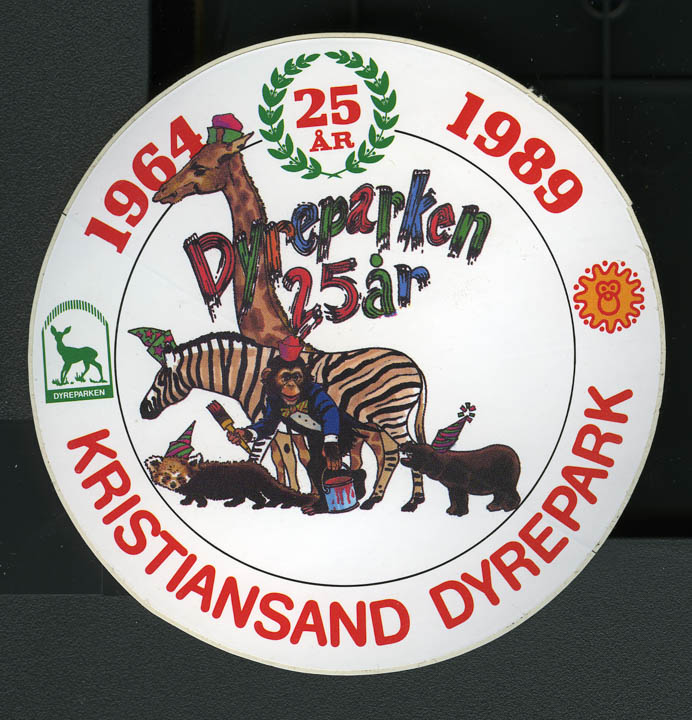 25
ÅR
1964
1989
Dyreparken
25 år
DYREPARKEN
KRISTIANSAND DYREPARK